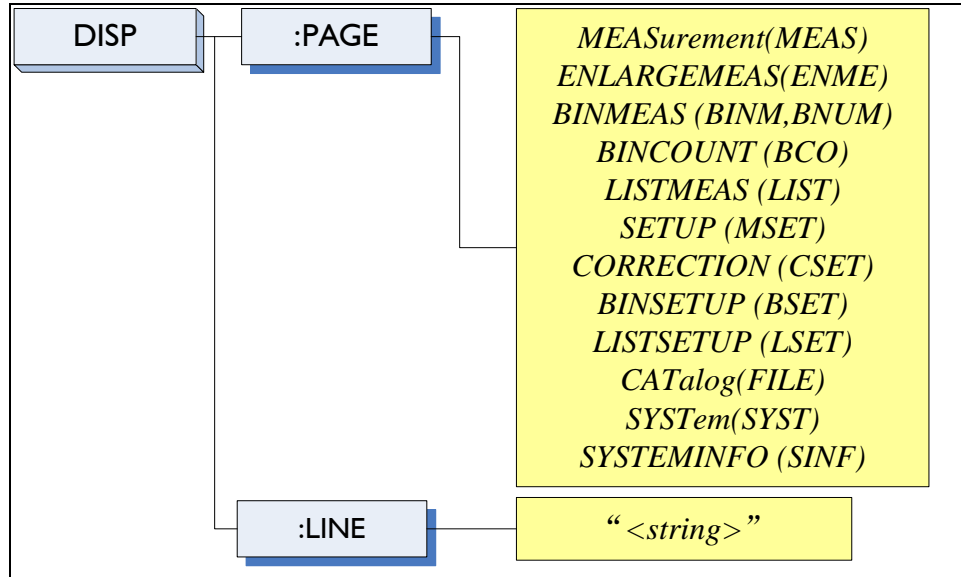 DISP
:PAGE
MEASurement(MEAS)
ENLARGEMEAS(ENME)
BINMEAS (BINM,BNUM)
BINCOUNT (BCO)
LISTMEAS (LIST)
SETUP (MSET)
CORRECTION (CSET)
BINSETUP (BSET)
LISTSETUP (LSET)
CATalog(FILE)
SYSTem(SYST)
SYSTEMINFO (SINF)
:LINE
“<string>”